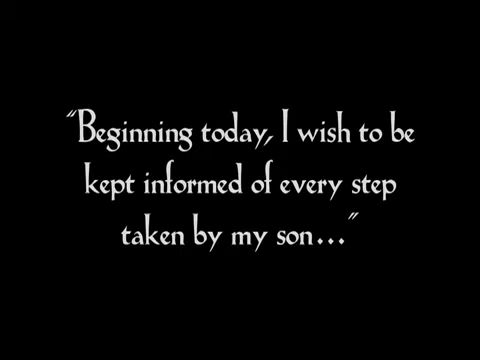 "Beginning today, I wish to be
kept informed of every step
taken by my son..."